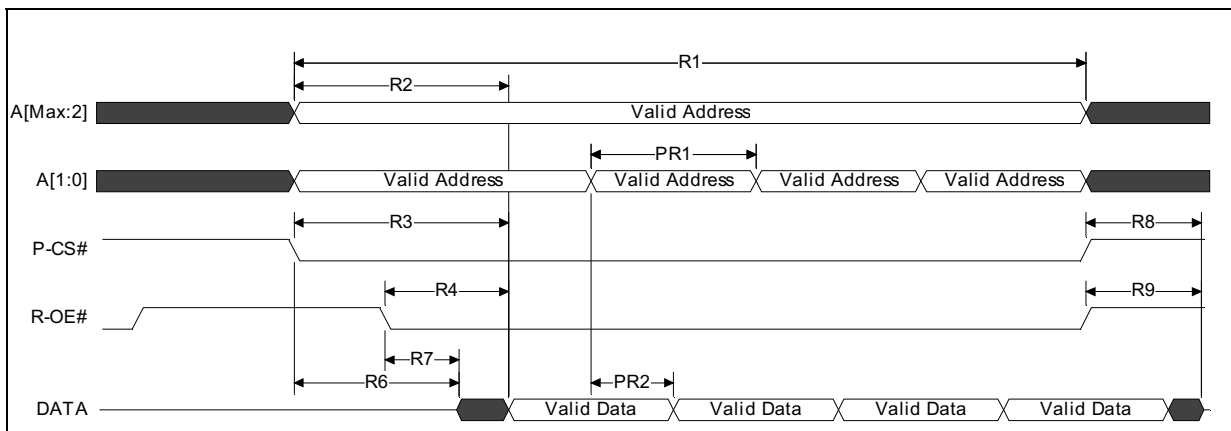 R1
R2
A[Max:2] Valid Address
PR1
A[1:0] Valid Address Valid Address Valid Address Valid Address
R3 R8
P-CS#
R4 R9
R-OE#
R7
R6 PR2
DATA Valid Data Valid Data Valid Data Valid Data